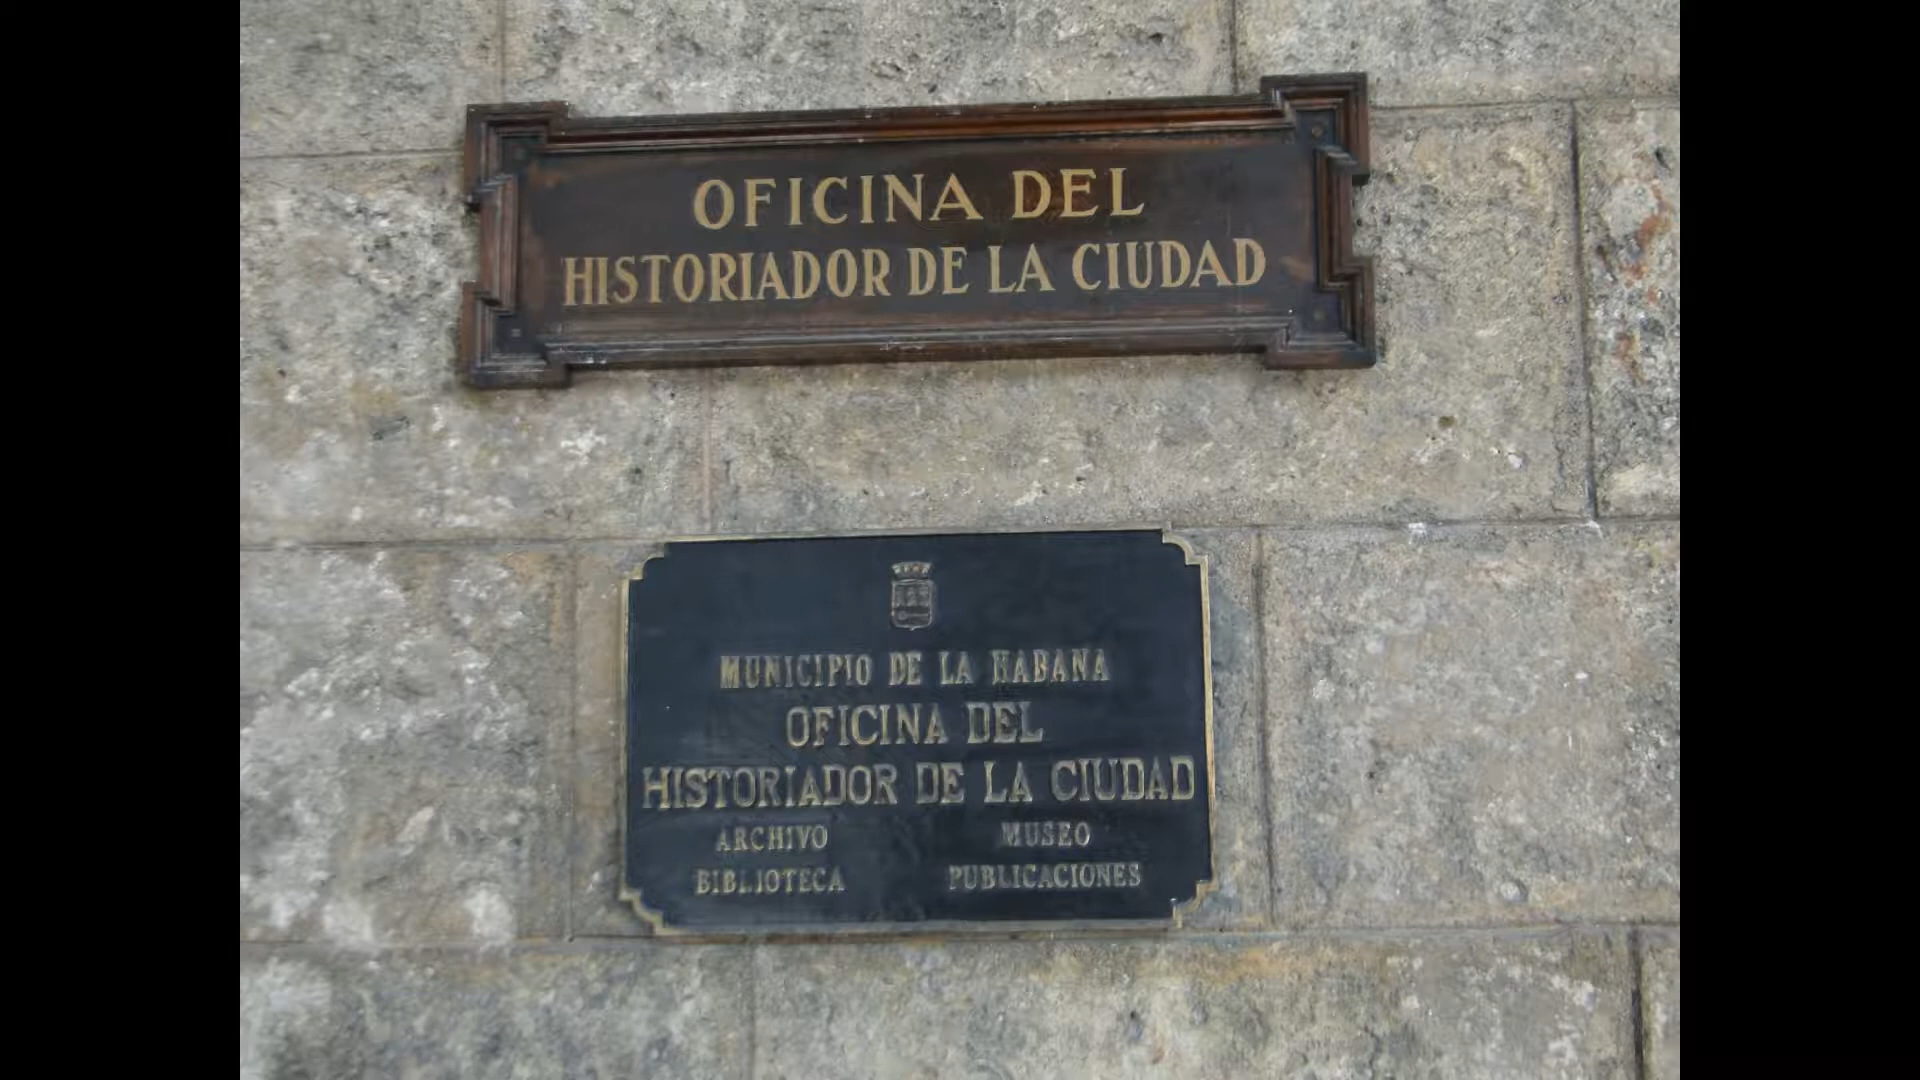 OFICINA DEL
HISTORIADOR DE LA CIUDAD
MUNICIPIO DE LA HABANA
OFICINA DEL
HISTORIADOR DE LA CIUDAD
ARCHIVO MUSEO
BIBLIOTECA PUBLICACIONES